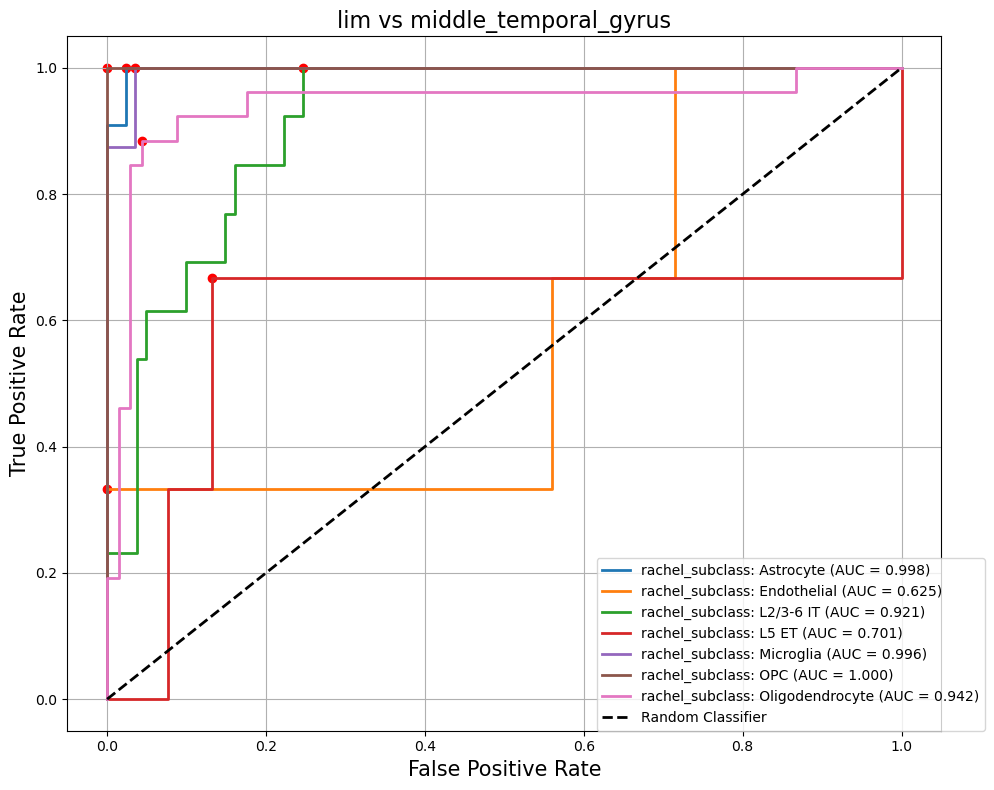 lim vs middle_temporal_gyrus
True Positive Rate
1.0
0.8
0.6
0.4
0.2
0.0
rachel_subclass: Astrocyte (AUC = 0.998)
rachel_subclass: Endothelial (AUC = 0.625)
rachel_subclass: L2/3-6 IT (AUC = 0.921)
rachel_subclass: L5 ET (AUC = 0.701)
rachel_subclass: Microglia (AUC = 0.996)
rachel_subclass: OPC (AUC = 1.000)
rachel_subclass: Oligodendrocyte (AUC = 0.942)
Random Classifier
0.0 0.2 0.4 0.6 0.8 1.0
False Positive Rate